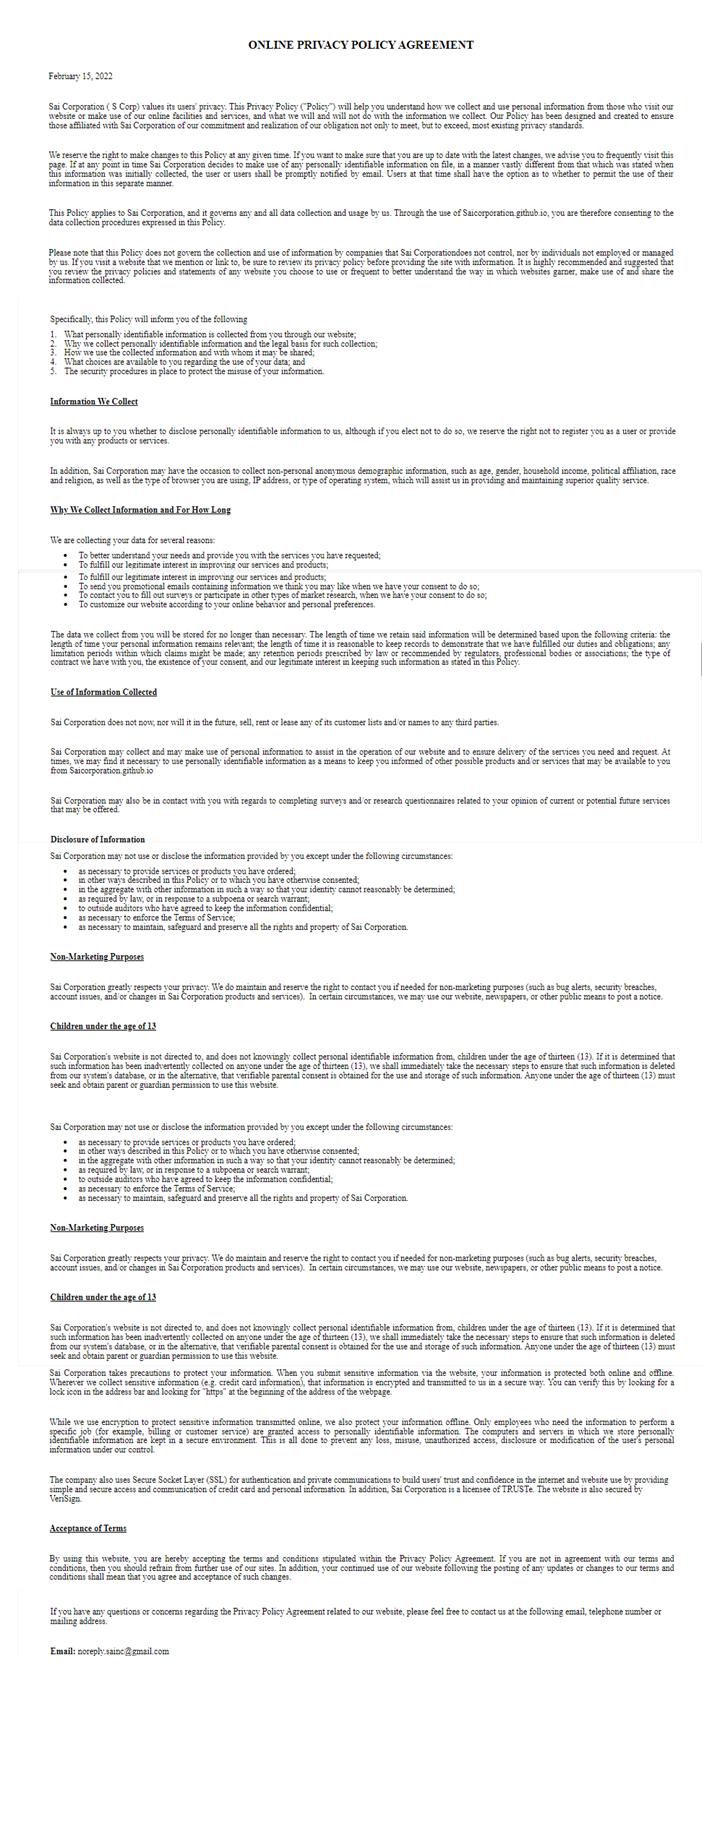 ONLINE PRIVACY POLICY AGREEMENT
February 15, 2022
Sai Corporation ( S Corp) values its users' privacy. This Privacy Policy ("Policy") will help you understand how we collect and use personal information from those who visit our
website or make use of our online facilities and services, and what we will and will not do with the information we collect. Our Policy has been designed and created to ensure
those affiliated with Sai Corporation of our commitment and realization of our obligation not only to meet, but to exceed, most existing privacy standards.
We reserve the right to make changes to this Policy at any given time. If you want to make sure that you are up to date with the latest changes, we advise you to frequently visit this
page. If at any point in time Sai Corporation decides to make use of any personally identifiable information on file, in a manner vastly different from that which was stated when
this information was initially collected, the user or users shall be promptly notified by email. Users at that time shall have the option as to whether to permit the use of their
information in this separate manner.
This Policy applies to Sai Corporation, and it governs any and all data collection and usage by us. Through the use of Saicorporation.github.io, you are therefore consenting to the
data collection procedures expressed in this Policy.
Please note that this Policy does not govern the collection and use of information by companies that Sai Corporationdoes not control, nor by individuals not employed or managed
by us. If you visit a website that we mention or link to, be sure to review its privacy policy before providing the site with information. It is highly recommended and suggested that
you review the privacy policies and statements of any website you choose to use or frequent to better understand the way in which websites garner, make use of and share the
information collected.
Specifically, this Policy will inform you of the following
1. What personally identifiable information is collected from you through our website;
2. Why we collect personally identifiable information and the legal basis for such collection;
3. How we use the collected information and with whom it may be shared;
4. What choices are available to you regarding the use of your data; and
5. The security procedures in place to protect the misuse of your information.
Information We Collect
It is always up to you whether to disclose personally identifiable information to us, although if you elect not to do so, we reserve the right not to register you as a user or provide
you with any products or services.
In addition, Sai Corporation may have the occasion to collect non-personal anonymous demographic information, such as age, gender, household income, political affiliation, race
and religion, as well as the type of browser you are using, IP address, or type of operating system, which will assist us in providing and maintaining superior quality service.
Why We Collect Information and For How Long
We are collecting your data for several reasons:
• To better understand your needs and provide you with the services you have requested;
• To fulfill our legitimate interest in improving our services and products;
• To fulfill our legitimate interest in improving our services and products;
• To send you promotional emails containing information we think you may like when we have your consent to do so;
• To contact you to fill out surveys or participate in other types of market research, when we have your consent to do so;
• To customize our website according to your online behavior and personal preferences.
The data we collect from you will be stored for no longer than necessary. The length of time we retain said information will be determined based upon the following criteria: the
length of time your personal information remains relevant; the length of time it is reasonable to keep records to demonstrate that we have fulfilled our duties and obligations; any
limitation periods within which claims might be made; any retention periods prescribed by law or recommended by regulators, professional bodies or associations; the type of
contract we have with you, the existence of your consent, and our legitimate interest in keeping such information as stated in this Policy.
Use of Information Collected
Sai Corporation does not now, nor will it in the future, sell, rent or lease any of its customer lists and/or names to any third parties.
Sai Corporation may collect and may make use of personal information to assist in the operation of our website and to ensure delivery of the services you need and request. At
times, we may find it necessary to use personally identifiable information as a means to keep you informed of other possible products and/or services that may be available to you
from Saicorporation.github.io
Sai Corporation may also be in contact with you with regards to completing surveys and/or research questionnaires related to your opinion of current or potential future services
that may be offered.
Disclosure of Information
Sai Corporation may not use or disclose the information provided by you except under the following circumstances:
• as necessary to provide services or products you have ordered;
• in other ways described in this Policy or to which you have otherwise consented;
• in the aggregate with other information in such a way so that your identity cannot reasonably be determined;
• as required by law, or in response to a subpoena or search warrant;
• to outside auditors who have agreed to keep the information confidential;
• as necessary to enforce the Terms of Service;
• as necessary to maintain, safeguard and preserve all the rights and property of Sai Corporation.
Non-Marketing Purposes
Sai Corporation greatly respects your privacy. We do maintain and reserve the right to contact you if needed for non-marketing purposes (such as bug alerts, security breaches,
account issues, and/or changes in Sai Corporation products and services). In certain circumstances, we may use our website, newspapers, or other public means to post a notice.
Children under the age of 13
Sai Corporation's website is not directed to, and does not knowingly collect personal identifiable information from, children under the age of thirteen (13). If it is determined that
such information has been inadvertently collected on anyone under the age of thirteen (13), we shall immediately take the necessary steps to ensure that such information is deleted
from our system's database, or in the alternative, that verifiable parental consent is obtained for the use and storage of such information. Anyone under the age of thirteen (13) must
seek and obtain parent or guardian permission to use this website.
Sai Corporation may not use or disclose the information provided by you except under the following circumstances:
• as necessary to provide services or products you have ordered;
• in other ways described in this Policy or to which you have otherwise consented;
• in the aggregate with other information in such a way so that your identity cannot reasonably be determined;
• as required by law, or in response to a subpoena or search warrant;
• to outside auditors who have agreed to keep the information confidential;
• as necessary to enforce the Terms of Service;
• as necessary to maintain, safeguard and preserve all the rights and property of Sai Corporation.
Non-Marketing Purposes
Sai Corporation greatly respects your privacy. We do maintain and reserve the right to contact you if needed for non-marketing purposes (such as bug alerts, security breaches,
account issues, and/or changes in Sai Corporation products and services). In certain circumstances, we may use our website, newspapers, or other public means to post a notice.
Children under the age of 13
Sai Corporation's website is not directed to, and does not knowingly collect personal identifiable information from, children under the age of thirteen (13). If it is determined that
such information has been inadvertently collected on anyone under the age of thirteen (13), we shall immediately take the necessary steps to ensure that such information is deleted
from our system's database, or in the alternative, that verifiable parental consent is obtained for the use and storage of such information. Anyone under the age of thirteen (13) must
seek and obtain parent or guardian permission to use this website.
Sai Corporation takes precautions to protect your information. When you submit sensitive information via the website, your information is protected both online and offline.
Wherever we collect sensitive information (e.g. credit card information), that information is encrypted and transmitted to us in a secure way. You can verify this by looking for a
lock icon in the address bar and looking for "https" at the beginning of the address of the webpage.
While we use encryption to protect sensitive information transmitted online, we also protect your information offline. Only employees who need the information to perform a
specific job (for example, billing or customer service) are granted access to personally identifiable information. The computers and servers in which we store personally
identifiable information are kept in a secure environment. This is all done to prevent any loss, misuse, unauthorized access, disclosure or modification of the user's personal
information under our control.
The company also uses Secure Socket Layer (SSL) for authentication and private communications to build users' trust and confidence in the internet and website use by providing
simple and secure access and communication of credit card and personal information. In addition, Sai Corporation is a licensee of TRUSTe. The website is also secured by
VeriSign.
Acceptance of Terms
By using this website, you are hereby accepting the terms and conditions stipulated within the Privacy Policy Agreement. If you are not in agreement with our terms and
conditions, then you should refrain from further use of our sites. In addition, your continued use of our website following the posting of any updates or changes to our terms and
conditions shall mean that you agree and acceptance of such changes.
If you have any questions or concerns regarding the Privacy Policy Agreement related to our website, please feel free to contact us at the following email, telephone number or
mailing address.
Email: noreply.sainc@gmail.com